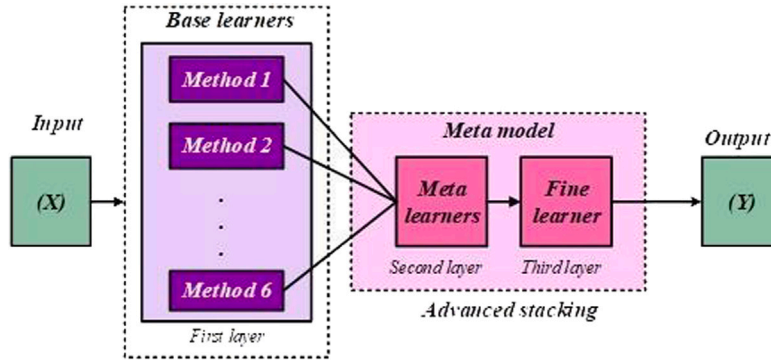 Base learners
Method 1
Method 2
.
.
.
Method 6
First layer
Input
(X)
Meta model
Meta
learners
Fine
learner
Second layer
Third layer
Advanced stacking
Output
(Y)